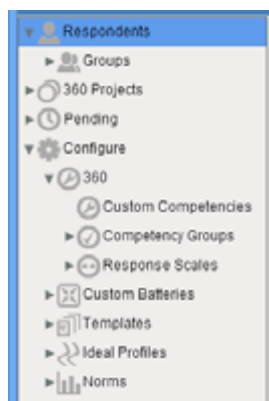 Respondents
Groups
360 Projects
Pending
Configure
360
Custom Competencies
Competency Groups
Response Scales
Custom Batteries
Templates
Ideal Profiles
Norms